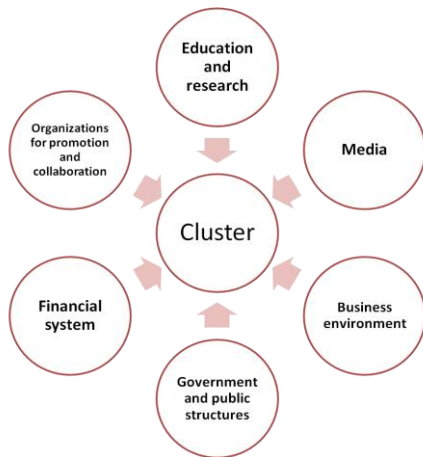 Education
and
research
Organizations
for promotion
and
collaboration
Media
Cluster
Financial
system
Business
environment
Government
and public
structures